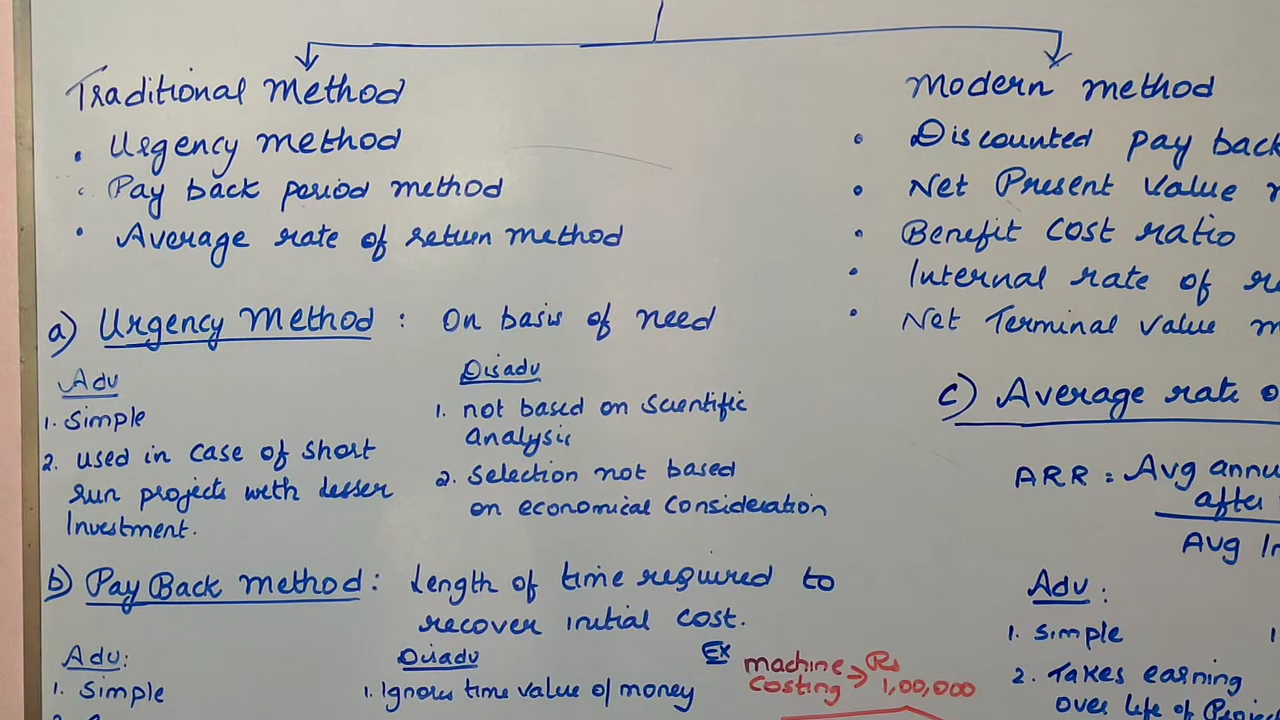 Traditional Method
• Urgency method
• Pay back period method
• Average rate of return method
Modern method
• Discounted pay back
• Net Present Value
• Benefit cost ratio
• Internal rate of
• Net Terminal value
a) Urgency Method : On basis of need
Adv
1. Simple
2. used in case of short
run projects with lesser
Investment.
Disadv
1. not based on Scientific
analysis
2. Selection not based
on economical consideration
b) Pay Back method : Length of time required to
recover initial cost.
Adv:
1. Simple
Disadv
1. Ignores time value of money
Ex
machine costing → Rs 1,00,000
c) Average rate
ARR = Avg
after
Avg
Adv :
1. Simple
2. Takes earning
over life of